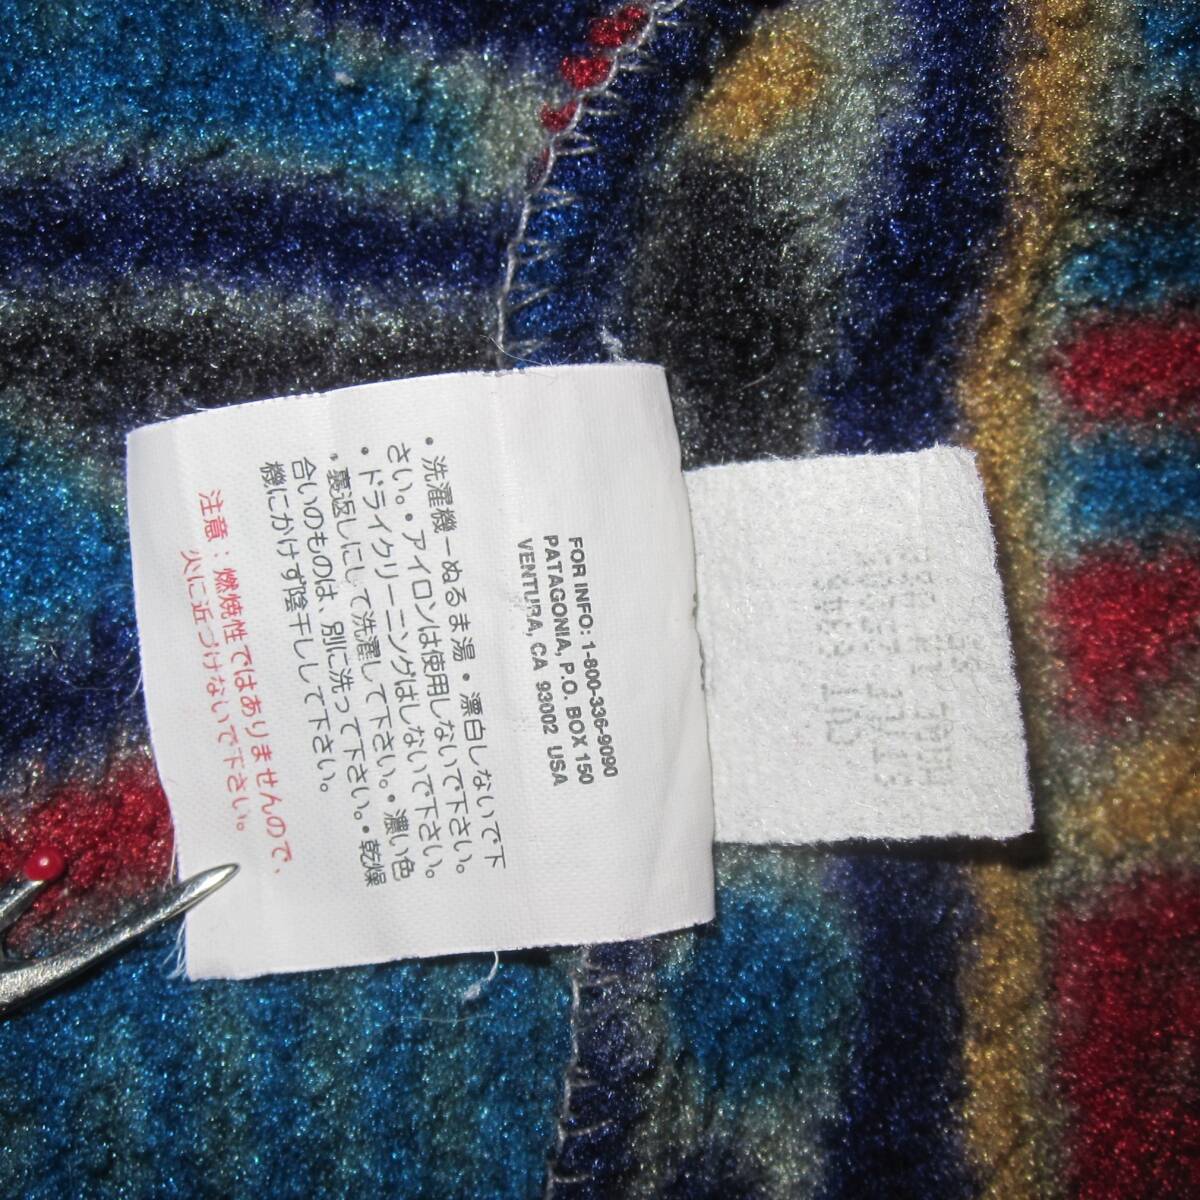 FOR INFO: 1-800-336-9090
PATAGONIA, P.O. BOX 150
VENTURA, CA 93002 USA
・洗濯機－ぬるま湯・漂白しないで下
さい。・アイロンは使用しないで下さい。
・ドライクリーニングはしないで下さい。
・裏返しにして洗濯して下さい。・濃い色
合いのものは、別に洗って下さい。・乾燥
機にかけず陰干しして下さい。
注意：燃焼性ではありませんので、
火に近づけないで下さい。